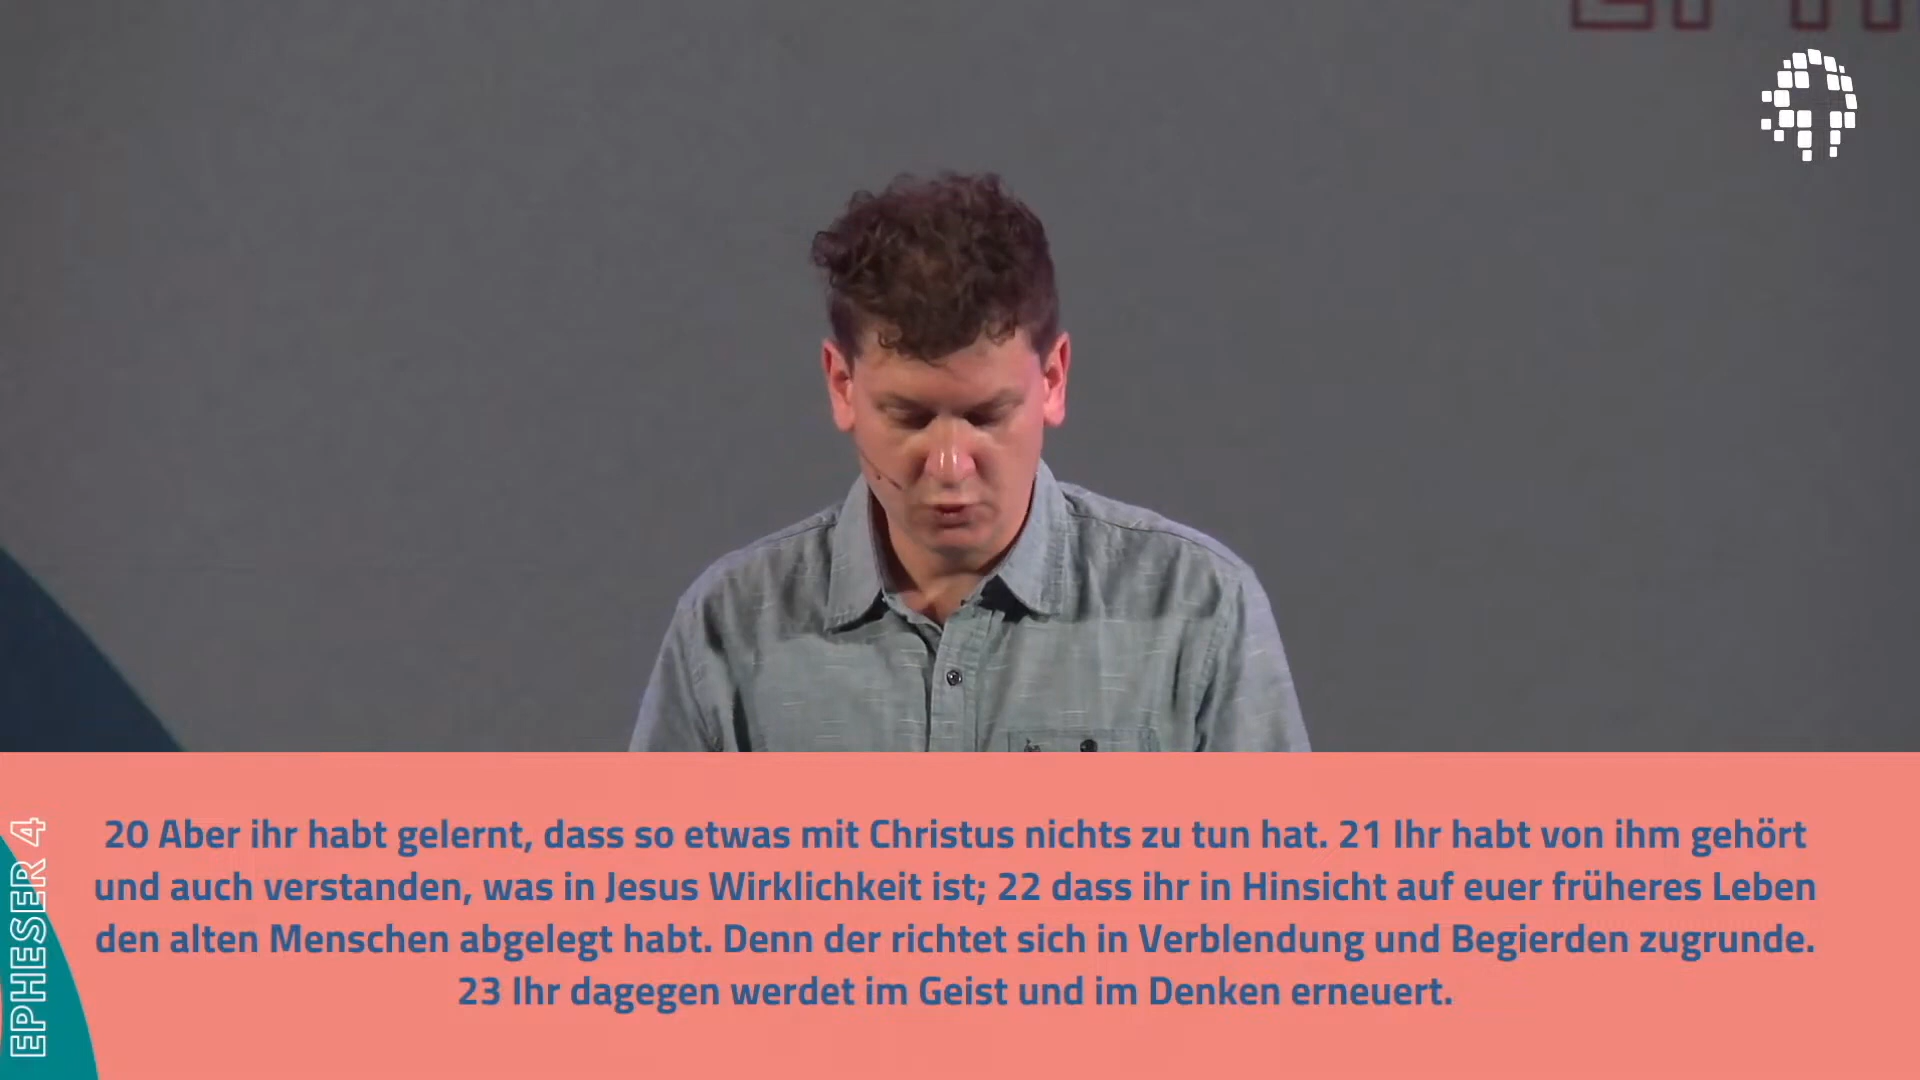 20 Aber ihr habt gelernt, dass so etwas mit Christus nichts zu tun hat. 21 Ihr habt von ihm gehört
und auch verstanden, was in Jesus Wirklichkeit ist; 22 dass ihr in Hinsicht auf euer früheres Leben
den alten Menschen abgelegt habt. Denn der richtet sich in Verblendung und Begierden zugrunde.
23 Ihr dagegen werdet im Geist und im Denken erneuert.
EPHESER 4